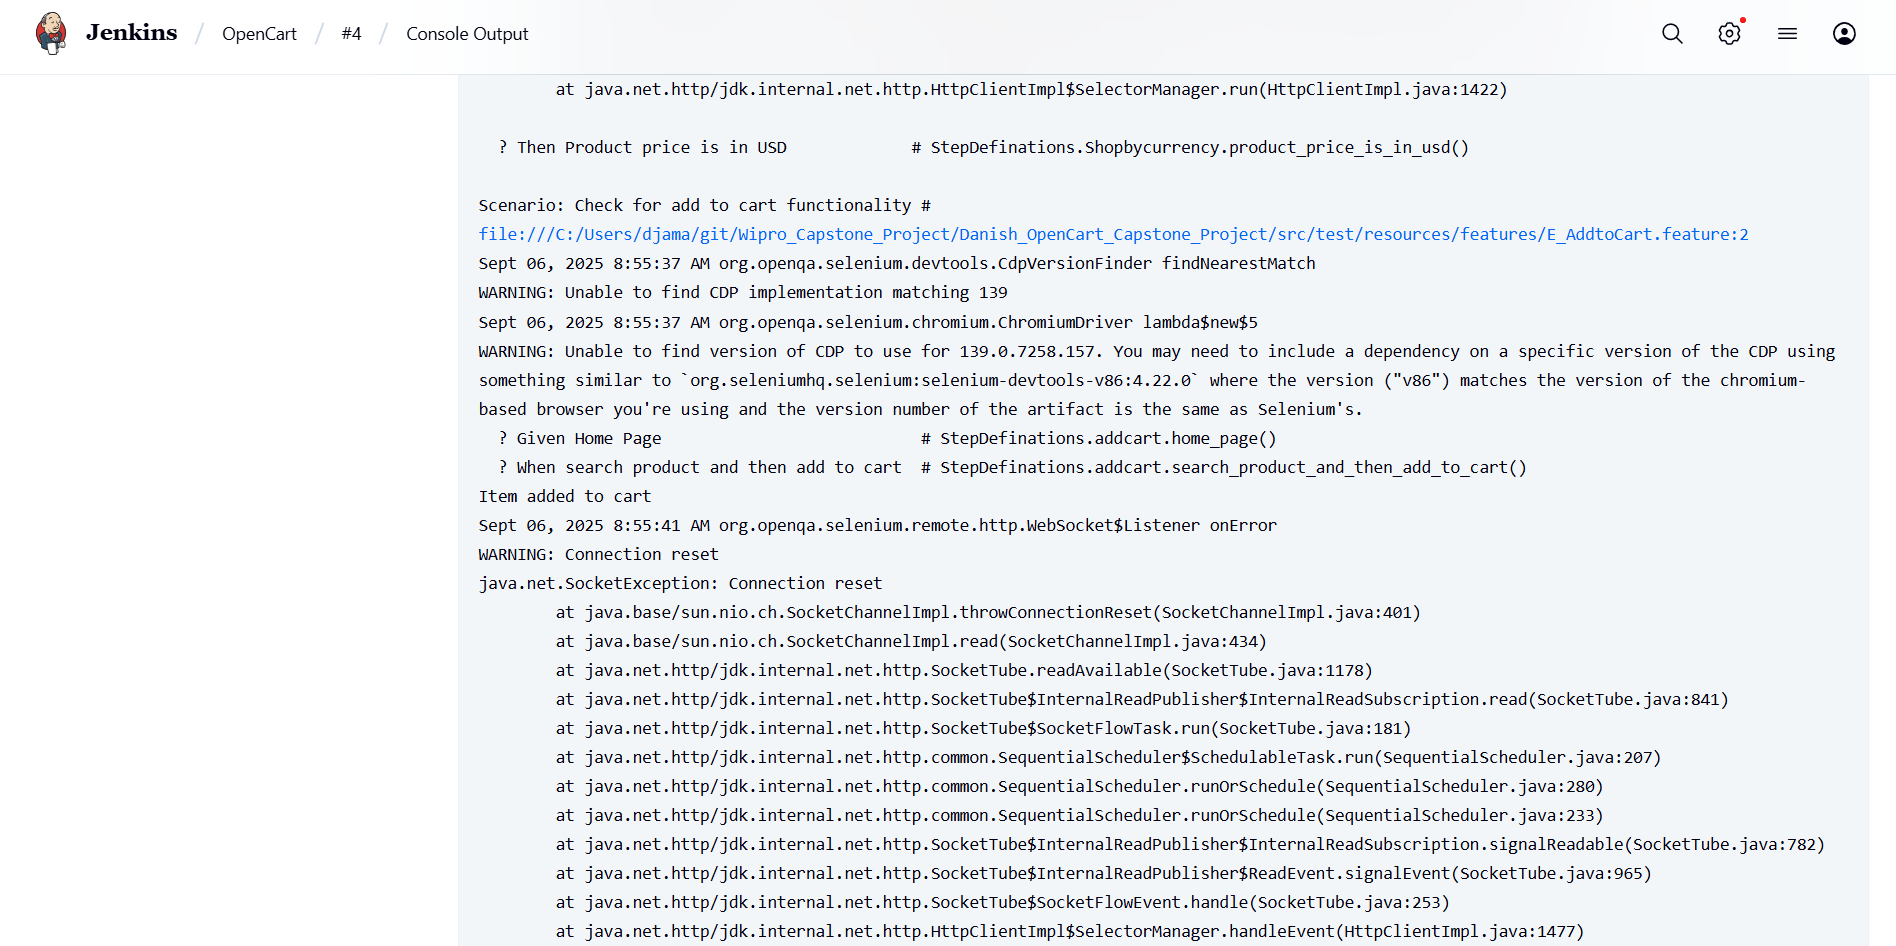 Jenkins / OpenCart / #4 / Console Output
at java.net.http/jdk.internal.net.http.HttpClientImpl$SelectorManager.run(HttpClientImpl.java:1422)
? Then Product price is in USD # StepDefinations.Shopbycurrency.product_price_is_in_usd()
Scenario: Check for add to cart functionality #
file:///C:/Users/djama/git/Wipro_Capstone_Project/Danish_OpenCart_Capstone_Project/src/test/resources/features/E_AddtoCart.feature:2
Sept 06, 2025 8:55:37 AM org.openqa.selenium.devtools.CdpVersionFinder findNearestMatch
WARNING: Unable to find CDP implementation matching 139
Sept 06, 2025 8:55:37 AM org.openqa.selenium.chromium.ChromiumDriver lambda$new$5
WARNING: Unable to find version of CDP to use for 139.0.7258.157. You may need to include a dependency on a specific version of the CDP using
something similar to `org.seleniumhq.selenium:selenium-devtools-v86:4.22.0` where the version ("v86") matches the version of the chromium-
based browser you're using and the version number of the artifact is the same as Selenium's.
? Given Home Page # StepDefinations.addcart.home_page()
? When search product and then add to cart # StepDefinations.addcart.search_product_and_then_add_to_cart()
Item added to cart
Sept 06, 2025 8:55:41 AM org.openqa.selenium.remote.http.WebSocket$Listener onError
WARNING: Connection reset
java.net.SocketException: Connection reset
at java.base/sun.nio.ch.SocketChannelImpl.throwConnectionReset(SocketChannelImpl.java:401)
at java.base/sun.nio.ch.SocketChannelImpl.read(SocketChannelImpl.java:434)
at java.net.http/jdk.internal.net.http.SocketTube.readAvailable(SocketTube.java:1178)
at java.net.http/jdk.internal.net.http.SocketTube$InternalReadPublisher$InternalReadSubscription.read(SocketTube.java:841)
at java.net.http/jdk.internal.net.http.SocketTube$SocketFlowTask.run(SocketTube.java:181)
at java.net.http/jdk.internal.net.http.common.SequentialScheduler$SchedulableTask.run(SequentialScheduler.java:207)
at java.net.http/jdk.internal.net.http.common.SequentialScheduler.runOrSchedule(SequentialScheduler.java:280)
at java.net.http/jdk.internal.net.http.common.SequentialScheduler.runOrSchedule(SequentialScheduler.java:233)
at java.net.http/jdk.internal.net.http.SocketTube$InternalReadPublisher$InternalReadSubscription.signalReadable(SocketTube.java:782)
at java.net.http/jdk.internal.net.http.SocketTube$InternalReadPublisher$ReadEvent.signalEvent(SocketTube.java:965)
at java.net.http/jdk.internal.net.http.SocketTube$SocketFlowEvent.handle(SocketTube.java:253)
at java.net.http/jdk.internal.net.http.HttpClientImpl$SelectorManager.handleEvent(HttpClientImpl.java:1477)